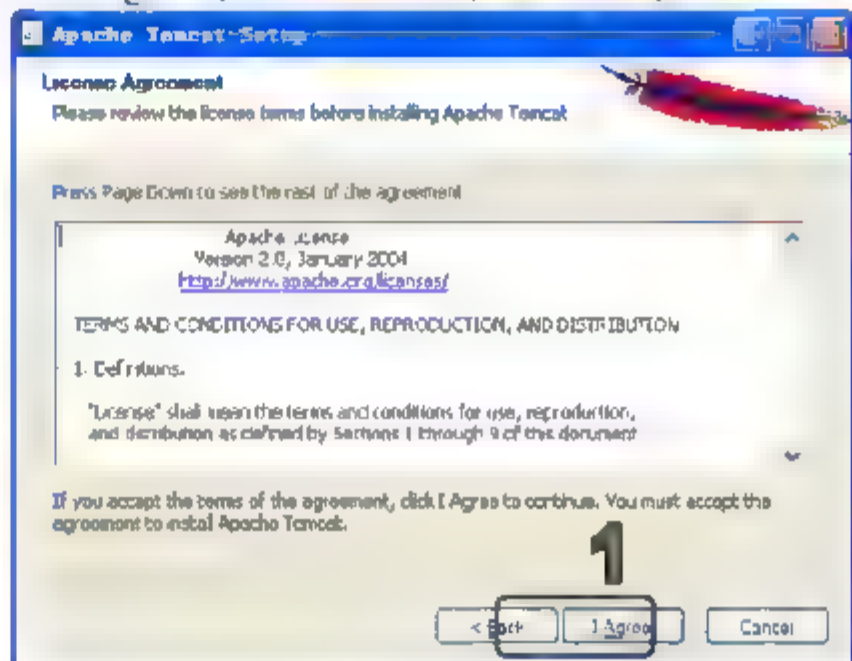 Apache Tomcat Setup
License Agreement
Please review the license terms before installing Apache Tomcat
Press Page Down to see the rest of the agreement
Apache License
Version 2.0, January 2004
http://www.apache.org/licenses/
TERMS AND CONDITIONS FOR USE, REPRODUCTION, AND DISTRIBUTION
1. Definitions.
"License" shall mean the terms and conditions for use, reproduction,
and distribution as defined by Sections 1 through 9 of this document
If you accept the terms of the agreement, click I Agree to continue. You must accept the
agreement to install Apache Tomcat.
1
< Back I Agree Cancel